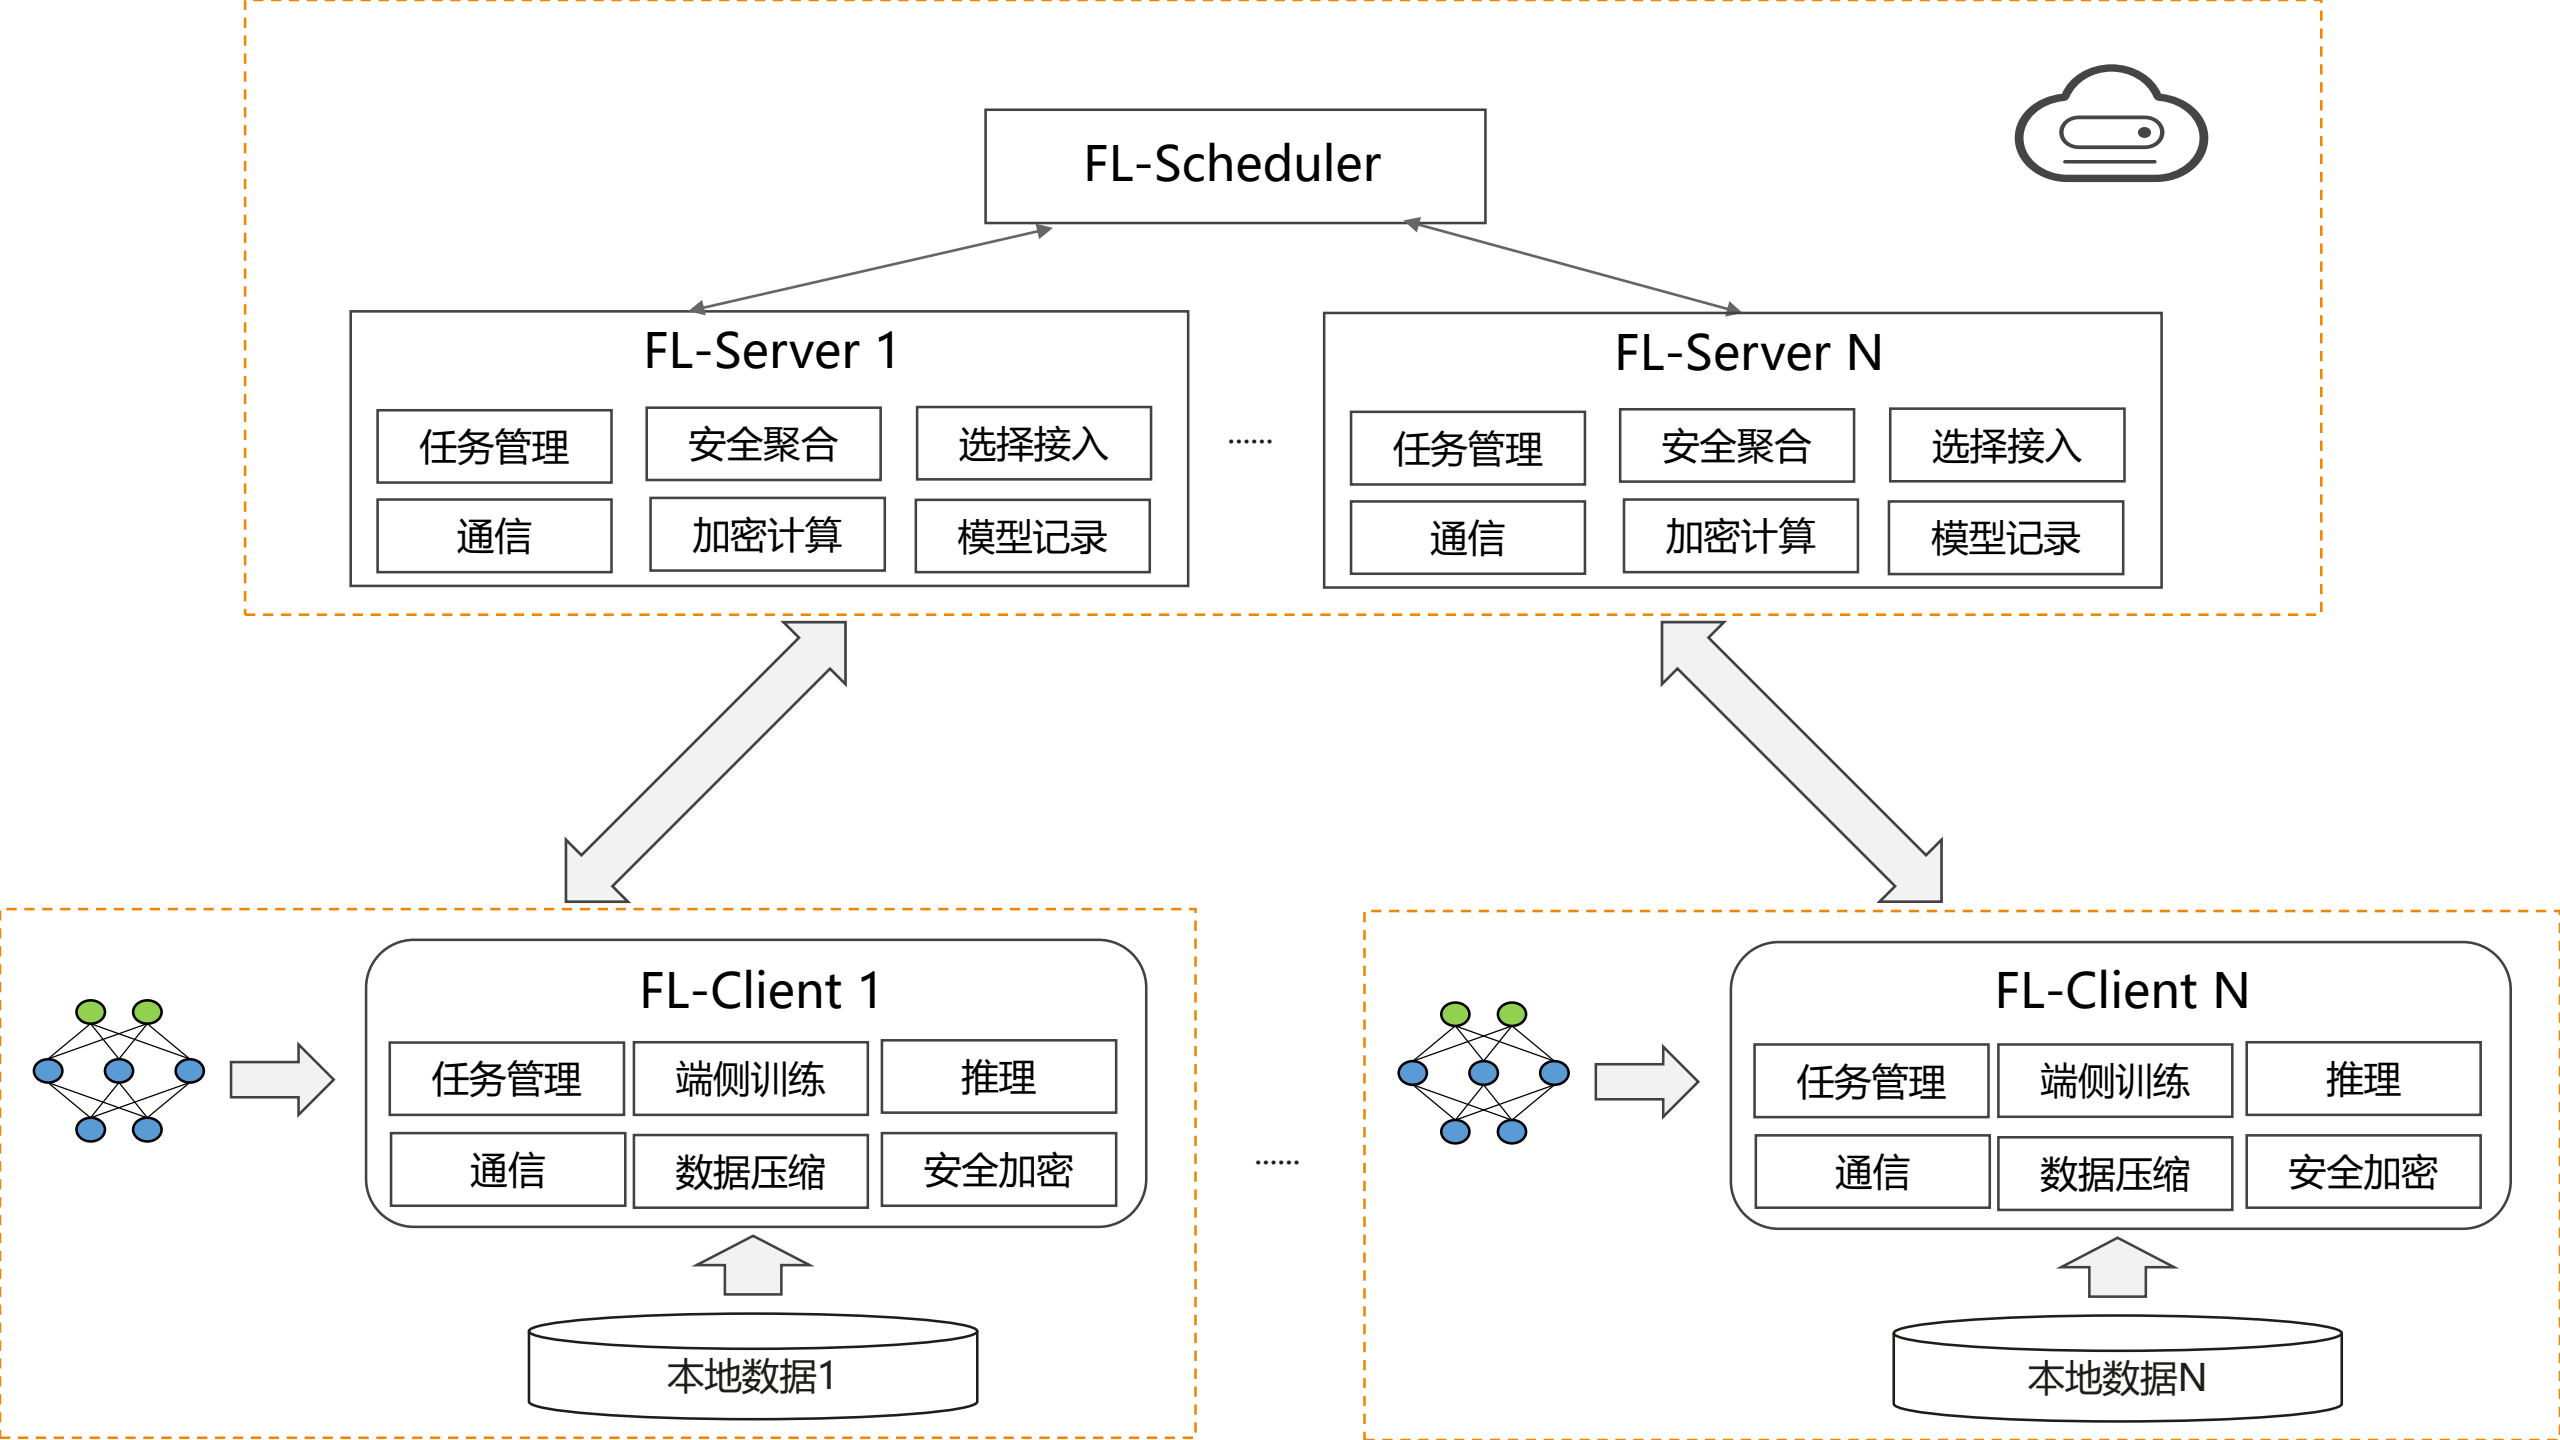 FL-Scheduler
FL-Server 1
任务管理
安全聚合
选择接入
通信
加密计算
模型记录
......
FL-Server N
任务管理
安全聚合
选择接入
通信
加密计算
模型记录
FL-Client 1
任务管理
端侧训练
推理
通信
数据压缩
安全加密
本地数据1
......
FL-Client N
任务管理
端侧训练
推理
通信
数据压缩
安全加密
本地数据N